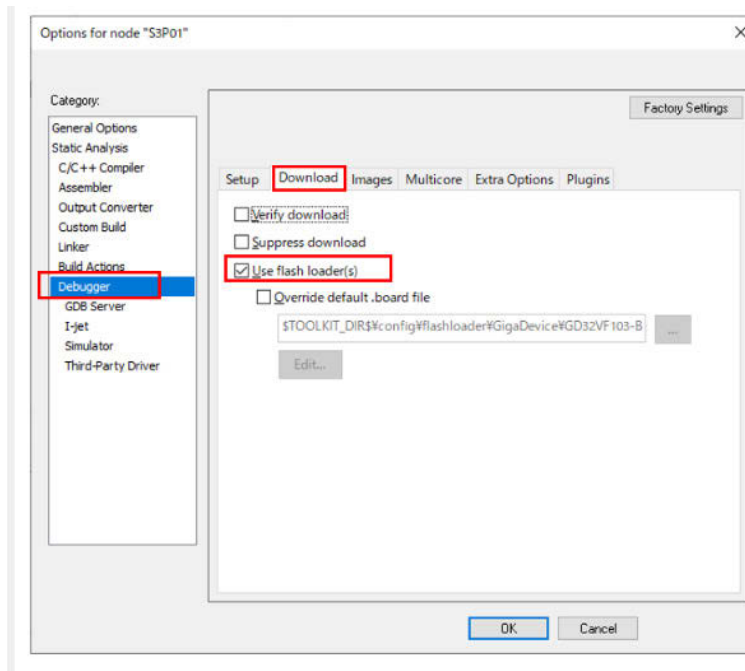 Options for node "S3P01"
Category:
Factory Settings
General Options
Static Analysis
C/C++ Compiler
Assembler
Output Converter
Custom Build
Linker
Build Actions
Debugger
GDB Server
I-jet
Simulator
Third-Party Driver
Setup Download Images Multicore Extra Options Plugins
Verify download
Suppress download
Use flash loader(s)
Override default .board file
$TOOLKIT_DIR$¥config¥flashloader¥GigaDevice¥GD32VF103-B
...
Edit...
OK Cancel